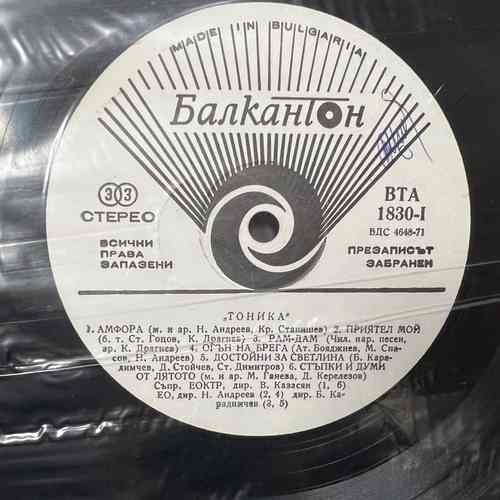 MADE IN BULGARIA
Балкантон
33
СТЕРЕО
ВСИЧКИ
ПРАВА
ЗАПАЗЕНИ
ВТА
1830-I
ВДС 4648-71
ПРЕЗАПИСЪТ
ЗАБРАНЕН
„ТОНИКА“
1. АМФОРА (м. и ар. Н. Андреев, Кр. Станишев) 2. ПРИЯТЕЛ МОЙ
(б. т. Ст. Гоцов, К. Драгнев) 3. РАМ-ДАМ (Чил. нар. песен,
ар. К. Драгнев) 4. ОГЪН НА БРЕГА (Ат. Бояджиев, М. Спа-
сон, Н. Андреев) 5. ДОСТОЙНИ ЗА СВЕТЛИНА (Б. Кара-
димчев, Д. Стойчев, Ст. Димитров) 6. СТЪПКИ И ДУМИ
ОТ ЛЯТОТО (м. и ар. М. Ганева, Д. Керелезов)
Съпр. ЕОКТР, дир. В. Казасян (1, 6)
ЕО, дир. Н. Андреев (2, 4) дир. Б. Ка-
радимчев (3, 5)